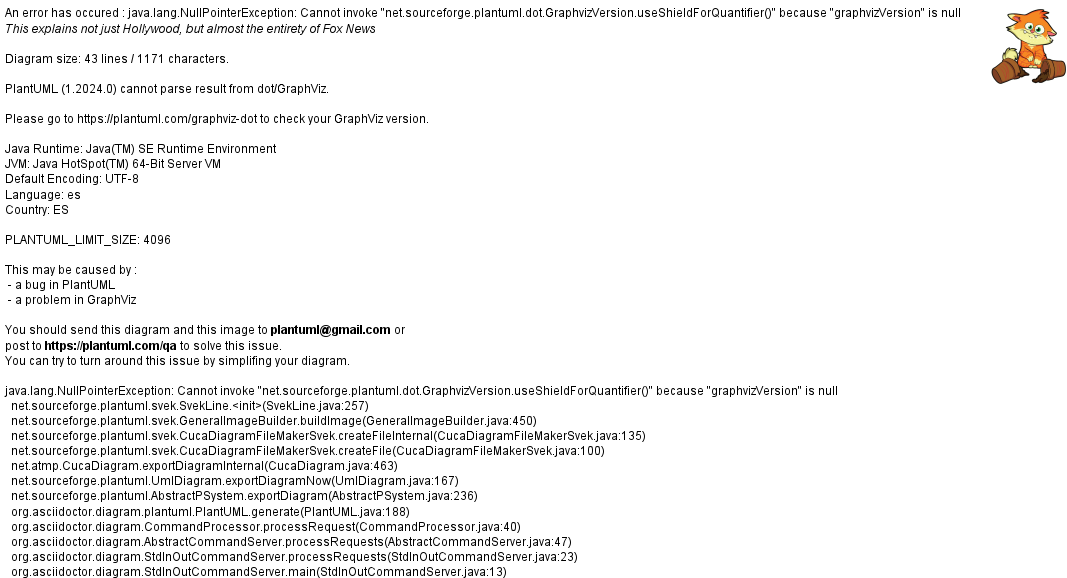 An error has occured : java.lang.NullPointerException: Cannot invoke "net.sourceforge.plantuml.dot.GraphvizVersion.useShieldForQuantifier()" because "graphvizVersion" is null
This explains not just Hollywood, but almost the entirety of Fox News
Diagram size: 43 lines / 1171 characters.
PlantUML (1.2024.0) cannot parse result from dot/GraphViz.
Please go to https://plantuml.com/graphviz-dot to check your GraphViz version.
Java Runtime: Java(TM) SE Runtime Environment
JVM: Java HotSpot(TM) 64-Bit Server VM
Default Encoding: UTF-8
Language: es
Country: ES
PLANTUML_LIMIT_SIZE: 4096
This may be caused by :
- a bug in PlantUML
- a problem in GraphViz
You should send this diagram and this image to plantuml@gmail.com or
post to https://plantuml.com/qa to solve this issue.
You can try to turn around this issue by simplifing your diagram.
java.lang.NullPointerException: Cannot invoke "net.sourceforge.plantuml.dot.GraphvizVersion.useShieldForQuantifier()" because "graphvizVersion" is null
net.sourceforge.plantuml.svek.SvekLine.<init>(SvekLine.java:257)
net.sourceforge.plantuml.svek.GeneralImageBuilder.buildImage(GeneralImageBuilder.java:450)
net.sourceforge.plantuml.svek.CucaDiagramFileMakerSvek.createFileInternal(CucaDiagramFileMakerSvek.java:135)
net.sourceforge.plantuml.svek.CucaDiagramFileMakerSvek.createFile(CucaDiagramFileMakerSvek.java:100)
net.atmp.CucaDiagram.exportDiagramInternal(CucaDiagram.java:463)
net.sourceforge.plantuml.UmlDiagram.exportDiagramNow(UmlDiagram.java:167)
net.sourceforge.plantuml.AbstractPSystem.exportDiagram(AbstractPSystem.java:236)
org.asciidoctor.diagram.plantuml.PlantUML.generate(PlantUML.java:188)
org.asciidoctor.diagram.CommandProcessor.processRequest(CommandProcessor.java:40)
org.asciidoctor.diagram.AbstractCommandServer.processRequests(AbstractCommandServer.java:47)
org.asciidoctor.diagram.StdInOutCommandServer.processRequests(StdInOutCommandServer.java:23)
org.asciidoctor.diagram.StdInOutCommandServer.main(StdInOutCommandServer.java:13)